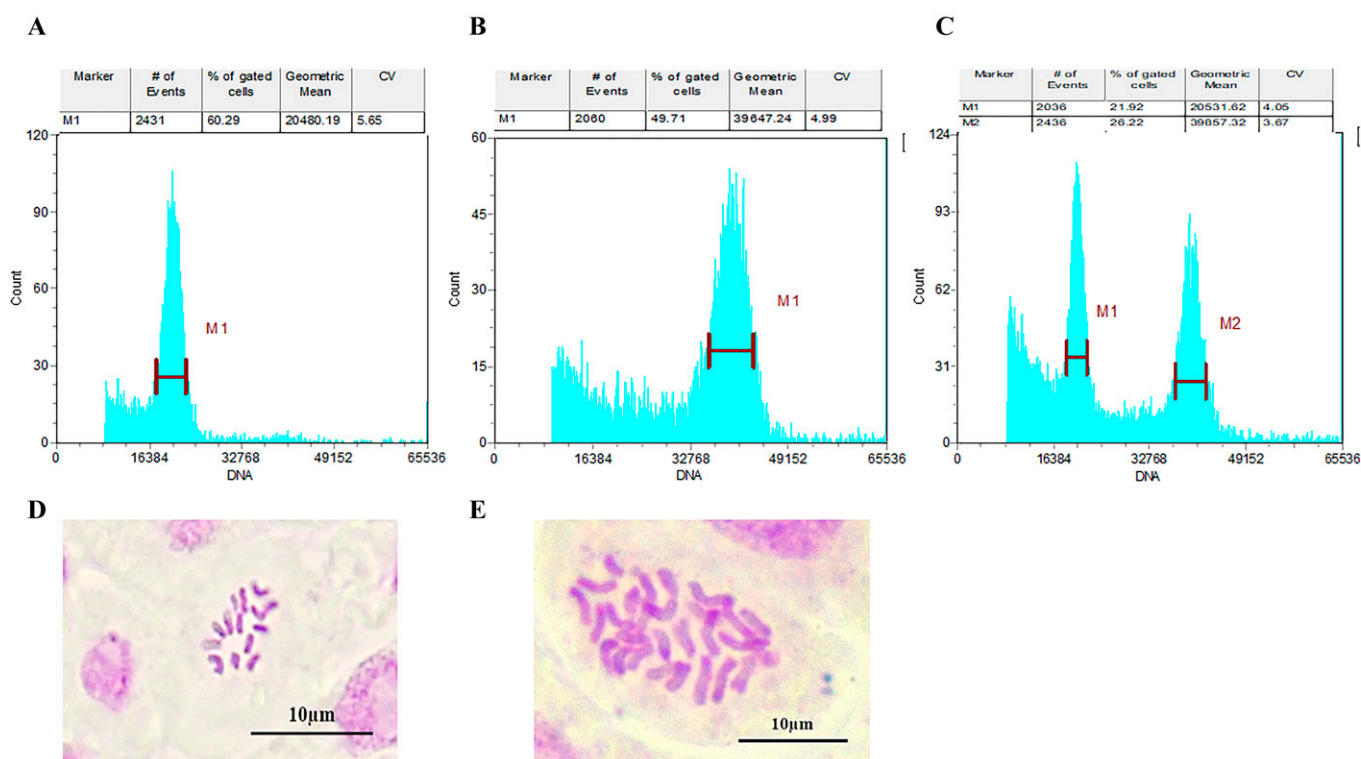 A
Marker # of Events % of gated cells Geometric Mean CV
M1 2431 60.29 20480.19 5.65
120
90
60
30
0
Count
M1
0 16384 32768 49152 65536
DNA
B
Marker # of Events % of gated cells Geometric Mean CV
M1 2060 49.71 39647.24 4.99
60
45
30
15
0
Count
M1
0 16384 32768 49152 65536
DNA
C
Marker # of Events % of gated cells Geometric Mean CV
M1 2036 21.92 20531.62 4.05
M2 2436 26.22 39857.32 3.67
124
93
62
31
0
Count
M1
M2
0 16384 32768 49152 65536
DNA
D
10µm
E
10µm